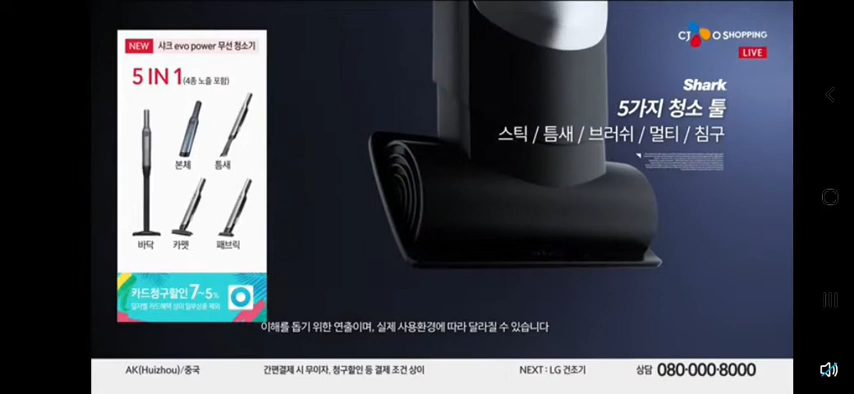 NEW 샤크 evo power 무선 청소기
5 IN 1(4종 노즐 포함)
본체 틈새
바닥 카펫 패브릭
카드청구할인 7~5%
CJ O SHOPPING
LIVE
Shark
5가지 청소 툴
스틱 / 틈새 / 브러쉬 / 멀티 / 침구
이해를 돕기 위한 연출이며, 실제 사용환경에 따라 달라질 수 있습니다
AK(Huizhou)/중국 간편결제 시 무이자, 청구할인 등 결제 조건 상이 NEXT : LG 건조기 상담 080·000·8000